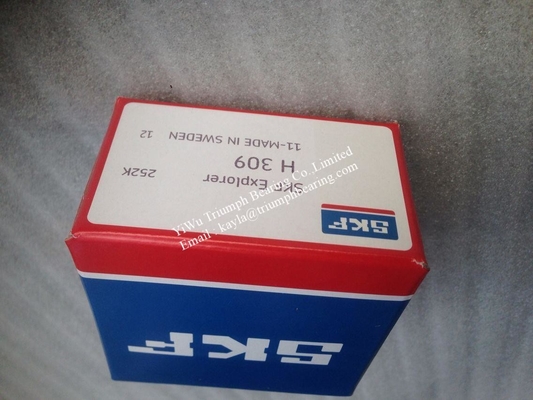 SKF
SKF Explorer
H 309
252K
11-MADE IN SWEDEN 12
SKF
YiWu Triumph Bearing Co.,Limited
Email : kayla@triumphbearing.com